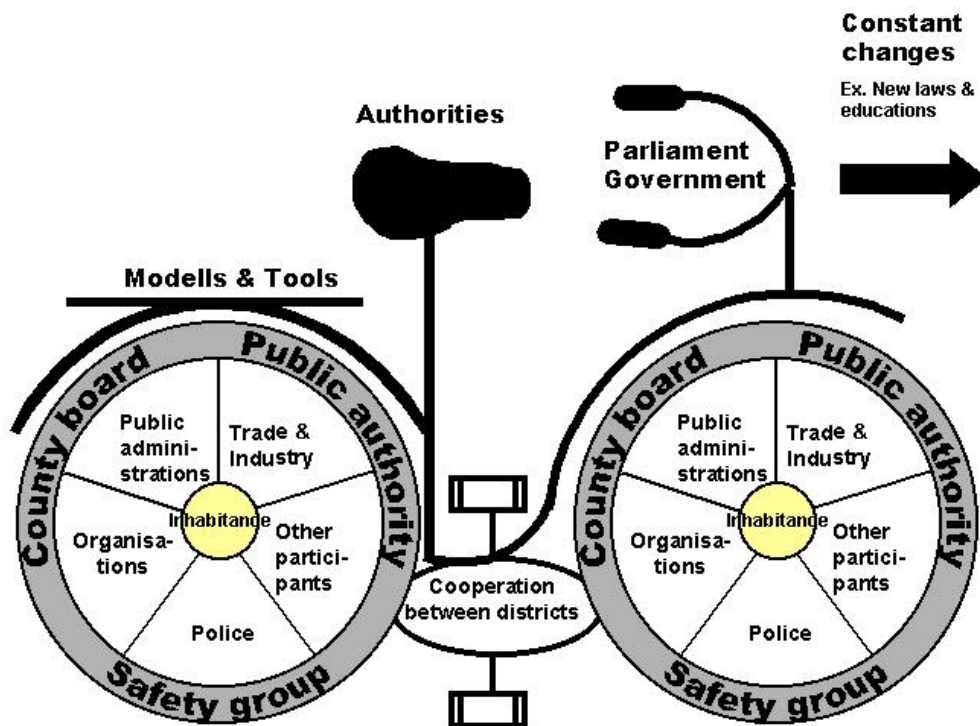 Constant
changes
Ex. New laws &
educations
Authorities
Parliament
Government
Modells & Tools
County board
Public authority
Public
admini-
strations
Trade &
Industry
Inhabitance
Organisa-
tions
Other
partici-
pants
Police
Safety group
Cooperation
between districts
County board
Public authority
Public
admini-
strations
Trade &
Industry
Inhabitance
Organisa-
tions
Other
partici-
pants
Police
Safety group